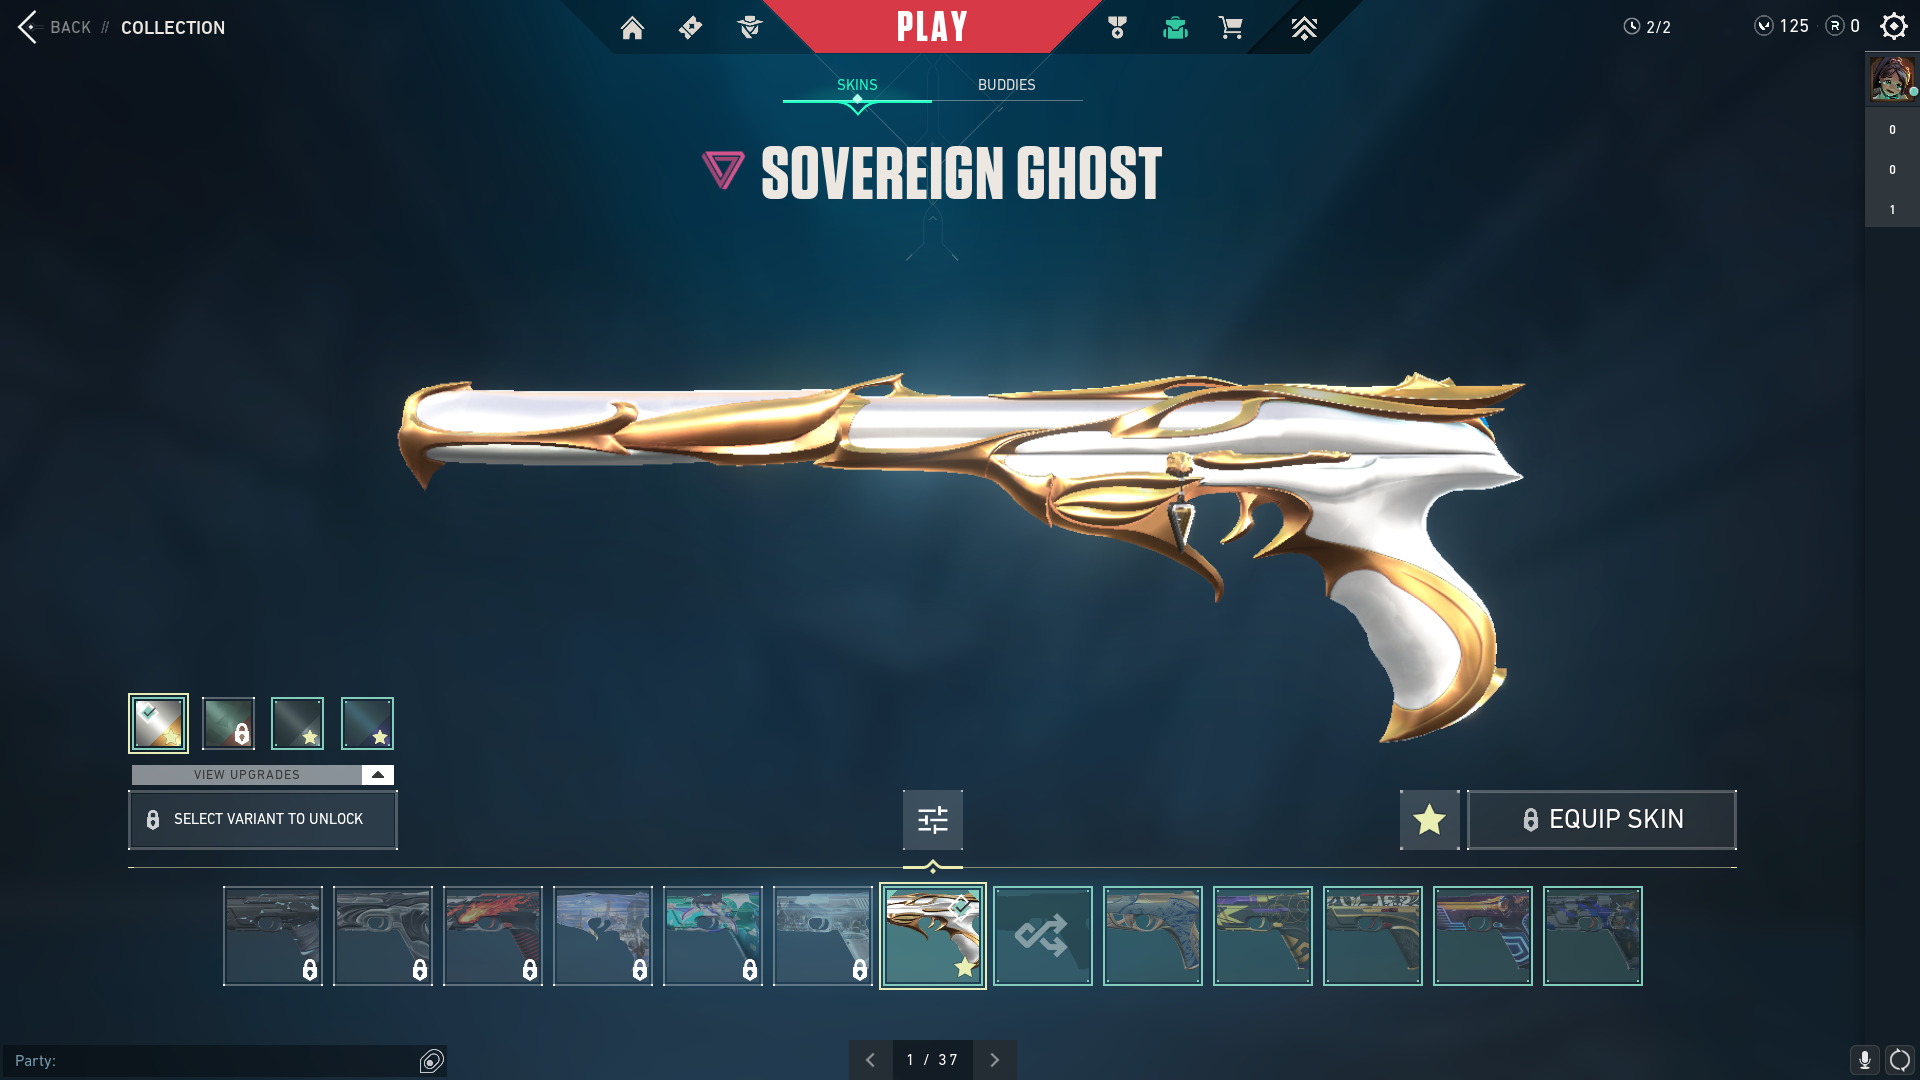 BACK // COLLECTION
PLAY
2/2
125
R 0
SKINS
BUDDIES
0
0
1
SOVEREIGN GHOST
VIEW UPGRADES
SELECT VARIANT TO UNLOCK
EQUIP SKIN
Party:
1 / 37